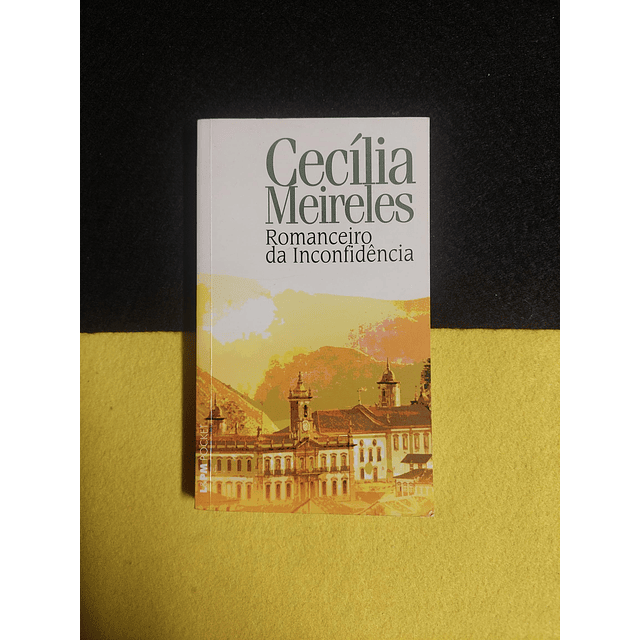 Cecília
Meireles
Romanceiro
da Inconfidência
L&PM POCKET